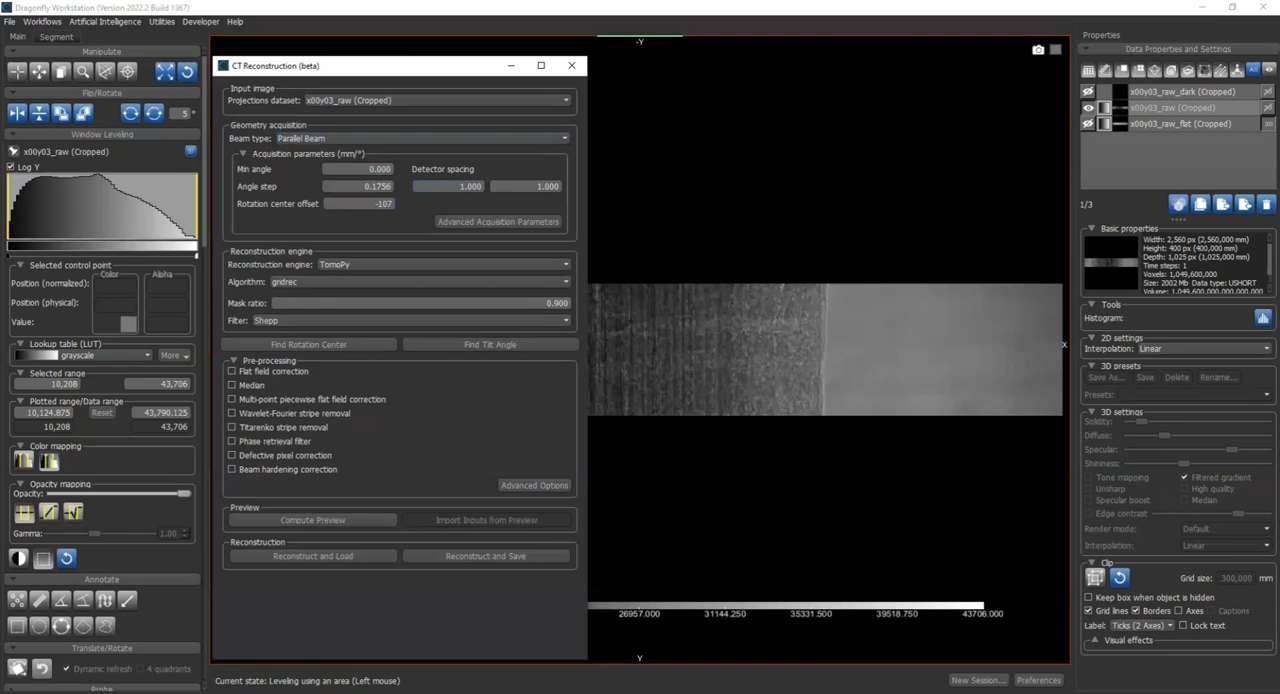 Dragonfly Workstation (Version 2022.2 Build 1367)
File Workflows Artificial Intelligence Utilities Developer Help
Main Segment
Manipulate
Flip/Rotate
5°
Window Leveling
x00y03_raw (Cropped)
Log Y
Selected control point
Color Alpha
Position (normalized):
Position (physical):
Value:
Lookup table (LUT)
grayscale More
Selected range
10,208 43,706
Plotted range/Data range
10,124.875 Reset 43,790.125
10,208 43,706
Color mapping
Opacity mapping
Opacity:
Gamma: 1.00
Annotate
Translate/Rotate
Dynamic refresh 4 quadrants
Probe
CT Reconstruction (beta)
Input image
Projections dataset: x00y03_raw (Cropped)
Geometry acquisition
Beam type: Parallel Beam
Acquisition parameters (mm/°)
Min angle 0.000 Detector spacing
Angle step 0.1756 1.000 1.000
Rotation center offset -107
Advanced Acquisition Parameters
Reconstruction engine
Reconstruction engine: TomoPy
Algorithm: gridrec
Mask ratio: 0.900
Filter: Shepp
Find Rotation Center Find Tilt Angle
Pre-processing
Flat field correction
Median
Multi-point piecewise flat field correction
Wavelet-Fourier stripe removal
Titarenko stripe removal
Phase retrieval filter
Defective pixel correction
Beam hardening correction
Advanced Options
Preview
Compute Preview Import Inputs from Preview
Reconstruction
Reconstruct and Load Reconstruct and Save
-Y
X
26957.000 31144.250 35331.500 39518.750 43706.000
Y
Current state: Leveling using an area (Left mouse)
New Session... Preferences
Properties
Data Properties and Settings
All
x00y03_raw_dark (Cropped)
x00y03_raw (Cropped)
x00y03_raw_flat (Cropped) 3D
1/3
Basic properties
Width: 2,560 px (2,560,000 mm)
Height: 400 px (400,000 mm)
Depth: 1,025 px (1,025,000 mm)
Time steps: 1
Voxels: 1,049,600,000
Size: 2002 Mb Data type: USHORT
Volume: 1,049,600,000,000,000,000
Tools
Histogram:
2D settings
Interpolation: Linear
3D presets
Save As... Save Delete Rename...
Presets:
3D settings
Solidity:
Diffuse:
Specular:
Shininess:
Tone mapping Filtered gradient
Unsharp High quality
Specular boost Median
Edge contrast
Render mode: Default
Interpolation: Linear
Clip
Grid size: 300,000 mm
Keep box when object is hidden
Grid lines Borders Axes Captions
Label: Ticks (2 Axes) Lock text
Visual effects